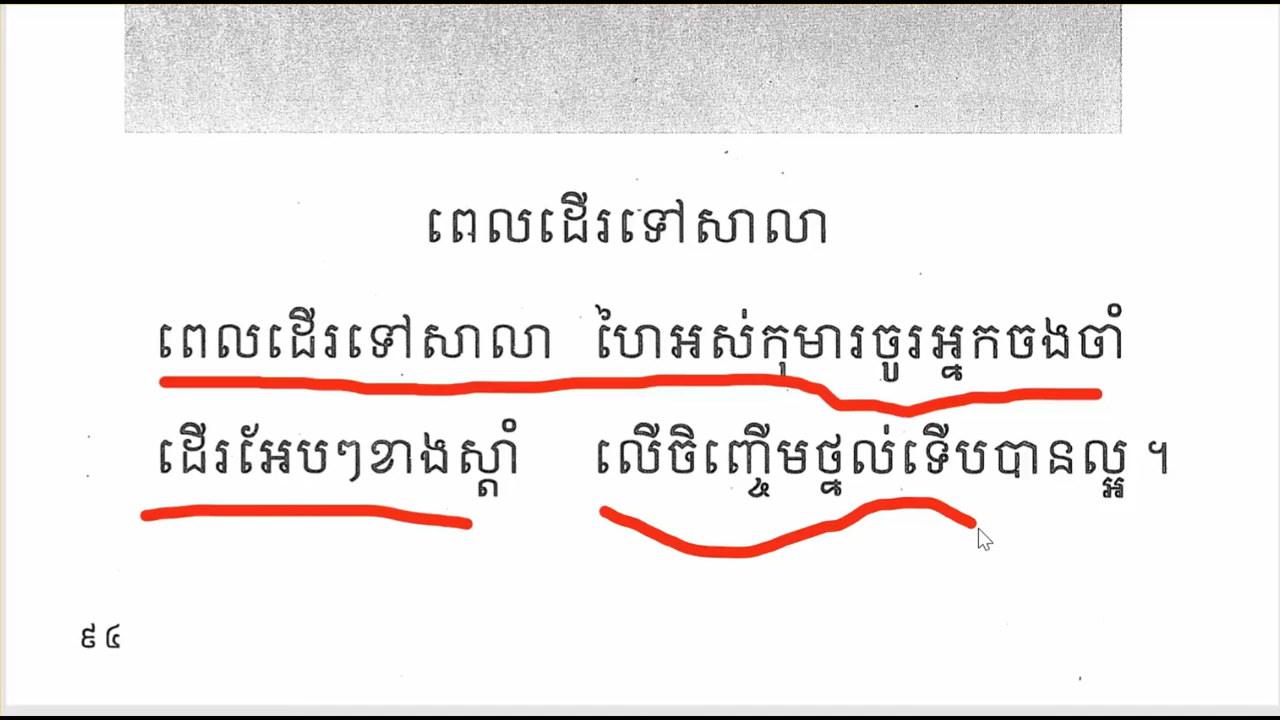 ពេលដើរទៅសាលា
ពេលដើរទៅសាលា ហៃអស់កុមារចូរអ្នកចងចាំ
ដើរអែបៗខាងស្ដាំ លើចិញ្ចើមថ្នល់ទើបបានល្អ ។
៩៤